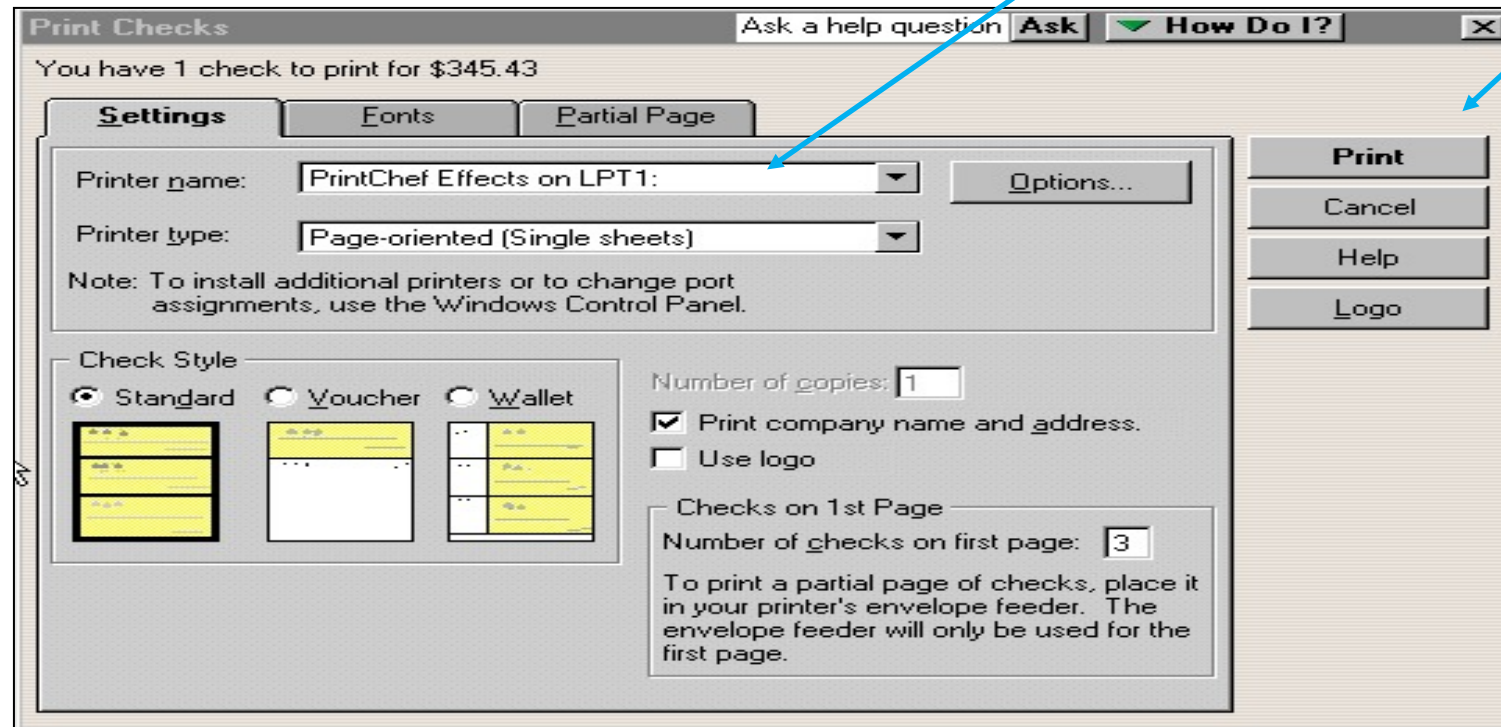 Print Checks
Ask a help question Ask How Do I?
You have 1 check to print for $345.43
Settings Fonts Partial Page
Printer name: PrintChef Effects on LPT1: Options...
Printer type: Page-oriented (Single sheets)
Note: To install additional printers or to change port
assignments, use the Windows Control Panel.
Print
Cancel
Help
Logo
Check Style
Standard Voucher Wallet
Number of copies: 1
Print company name and address.
Use logo
Checks on 1st Page
Number of checks on first page: 3
To print a partial page of checks, place it
in your printer's envelope feeder. The
envelope feeder will only be used for the
first page.